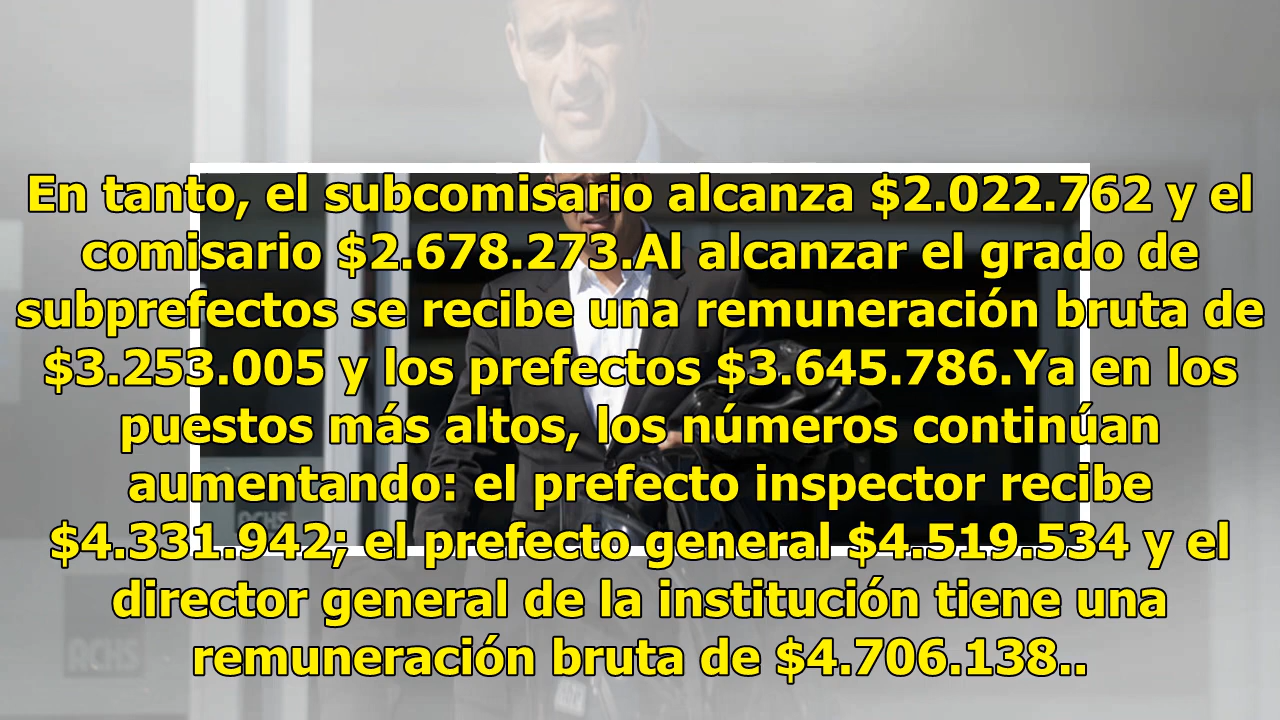 En tanto, el subcomisario alcanza $2.022.762 y el
comisario $2.678.273.Al alcanzar el grado de
subprefectos se recibe una remuneración bruta de
$3.253.005 y los prefectos $3.645.786.Ya en los
puestos más altos, los números continúan
aumentando: el prefecto inspector recibe
$4.331.942; el prefecto general $4.519.534 y el
director general de la institución tiene una
remuneración bruta de $4.706.138..
ACHS
ACHS